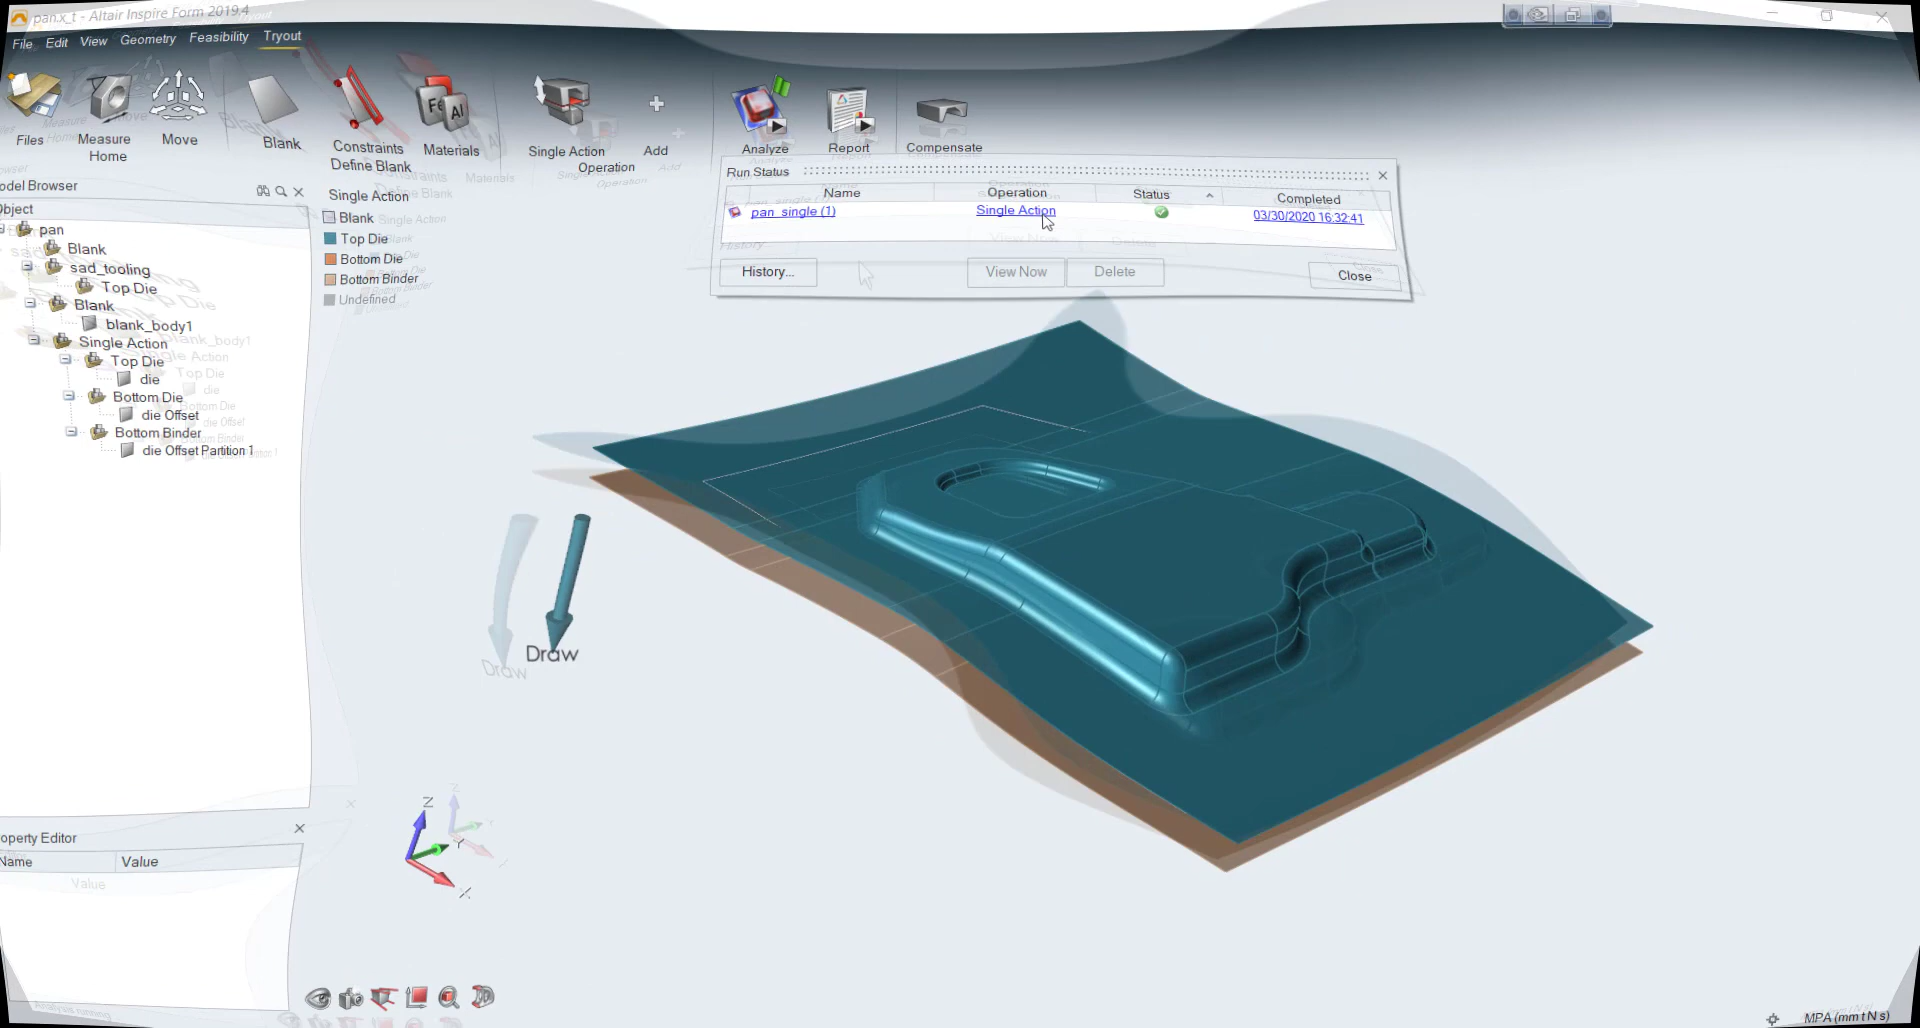 pan.x_t - Altair Inspire Form 2019.4
File Edit View Geometry Feasibility Tryout
Files
Measure
Home
Move
Blank
Constraints
Define Blank
Fe Al
Materials
Single Action
Operation
Add
Analyze
Report
Compensate
Run Status
Name Operation Status Completed
pan_single (1) Single Action 03/30/2020 16:32:41
History... View Now Delete Close
odel Browser
bject
pan
Blank
sad_tooling
Top Die
Blank
blank_body1
Single Action
Top Die
die
Bottom Die
die Offset
Bottom Binder
die Offset Partition 1
Single Action
Blank
Top Die
Bottom Die
Bottom Binder
Undefined
Draw
Draw
Z
Y
X
operty Editor
Name Value
Value
MPA (mm t N s)